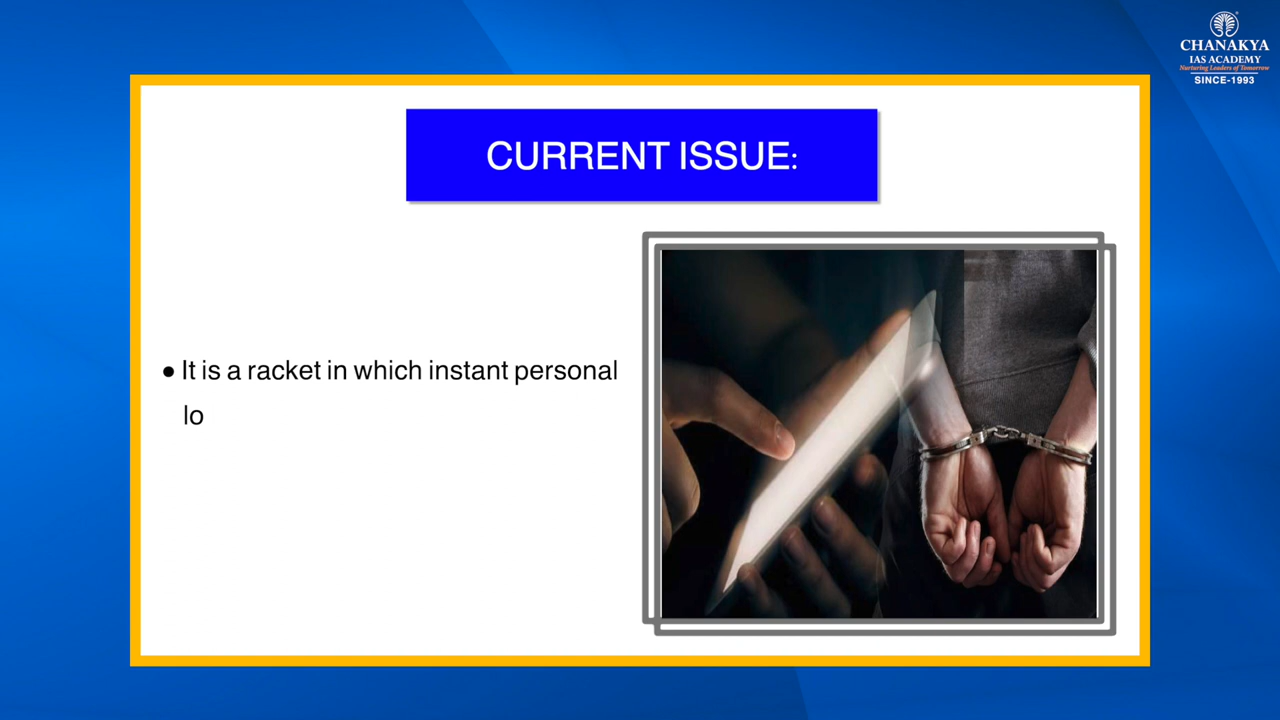 CHANAKYA
IAS ACADEMY
Nurturing Leaders of Tomorrow
SINCE-1993
CURRENT ISSUE:
● It is a racket in which instant personal
lo